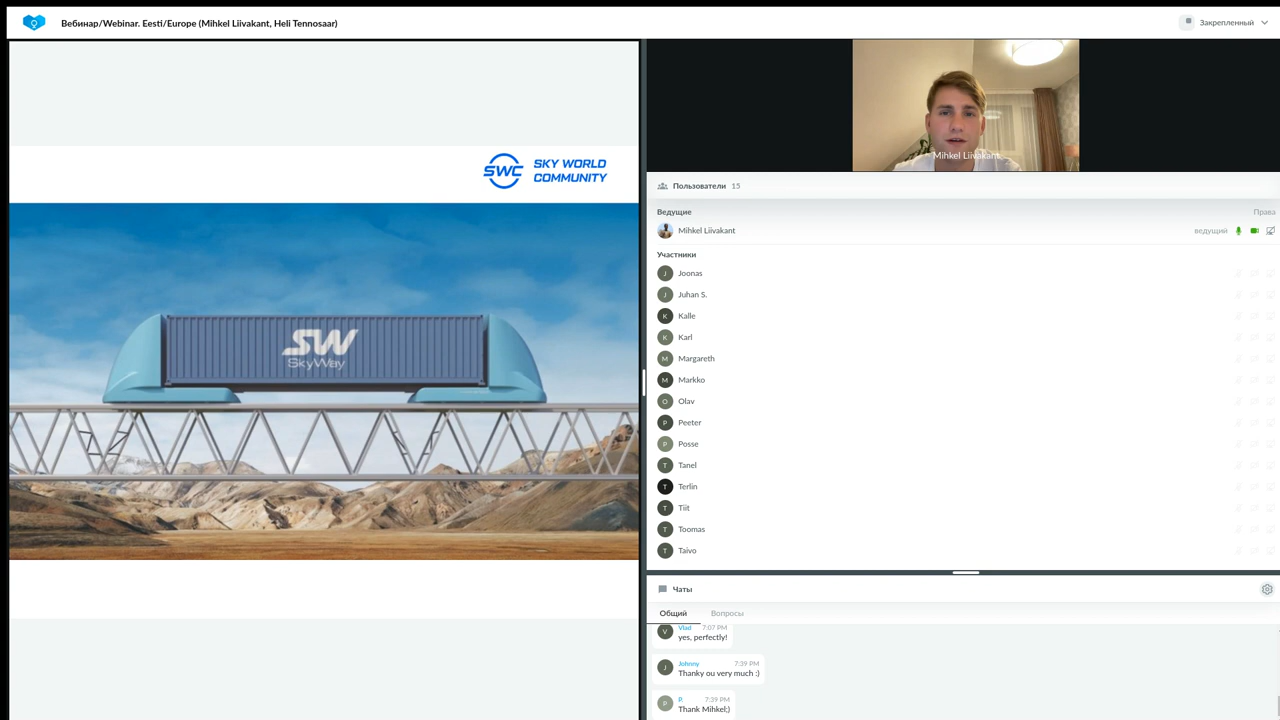 Вебинар/Webinar. Eesti/Europe (Mihkel Liivakant, Heli Tennosaar)
Закрепленный
SWC SKY WORLD
COMMUNITY
SW
SkyWay
Mihkel Liivakant
Пользователи 15
Ведущие Права
Mihkel Liivakant ведущий
Участники
J Joonas
J Juhan S.
K Kalle
K Karl
M Margareth
M Markko
O Olav
P Peeter
P Posse
T Tanel
T Terlin
T Tiit
T Toomas
T Taivo
Чаты
Общий Вопросы
V Vlad 7:07 PM
yes, perfectly!
J Johnny 7:39 PM
Thanky ou very much :)
P P. 7:39 PM
Thank Mihkel;)